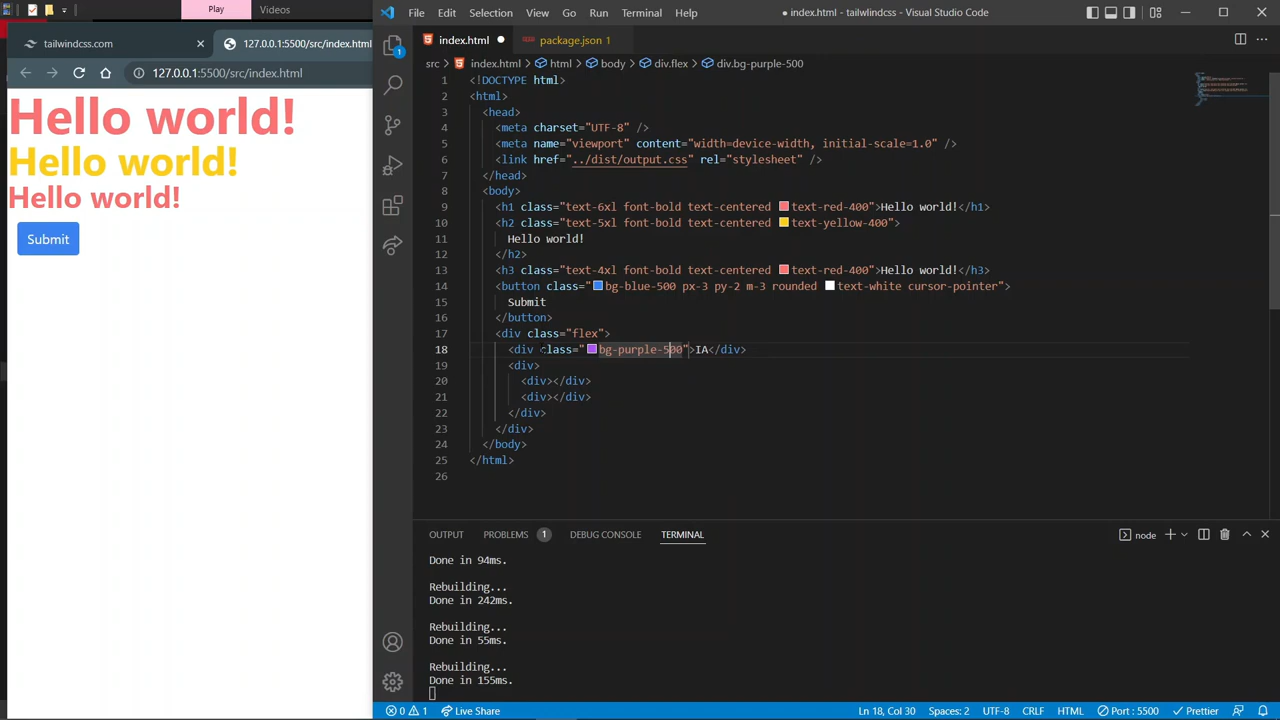 Play
Videos
tailwindcss.com
127.0.0.1:5500/src/index.html
127.0.0.1:5500/src/index.html
Hello world!
Hello world!
Hello world!
Submit
File Edit Selection View Go Run Terminal Help
● index.html - tailwindcss - Visual Studio Code
index.html ●
package.json 1
src > index.html > html > body > div.flex > div.bg-purple-500
1 <!DOCTYPE html>
2 <html>
3 <head>
4 <meta charset="UTF-8" />
5 <meta name="viewport" content="width=device-width, initial-scale=1.0" />
6 <link href="../dist/output.css" rel="stylesheet" />
7 </head>
8 <body>
9 <h1 class="text-6xl font-bold text-centered text-red-400">Hello world!</h1>
10 <h2 class="text-5xl font-bold text-centered text-yellow-400">
11 Hello world!
12 </h2>
13 <h3 class="text-4xl font-bold text-centered text-red-400">Hello world!</h3>
14 <button class="bg-blue-500 px-3 py-2 m-3 rounded text-white cursor-pointer">
15 Submit
16 </button>
17 <div class="flex">
18 <div class="bg-purple-500">IA</div>
19 <div>
20 <div></div>
21 <div></div>
22 </div>
23 </div>
24 </body>
25 </html>
26
1
OUTPUT PROBLEMS 1 DEBUG CONSOLE TERMINAL
node
Done in 94ms.
Rebuilding...
Done in 242ms.
Rebuilding...
Done in 55ms.
Rebuilding...
Done in 155ms.
0 1 Live Share
Ln 18, Col 30 Spaces: 2 UTF-8 CRLF HTML Port : 5500 Prettier